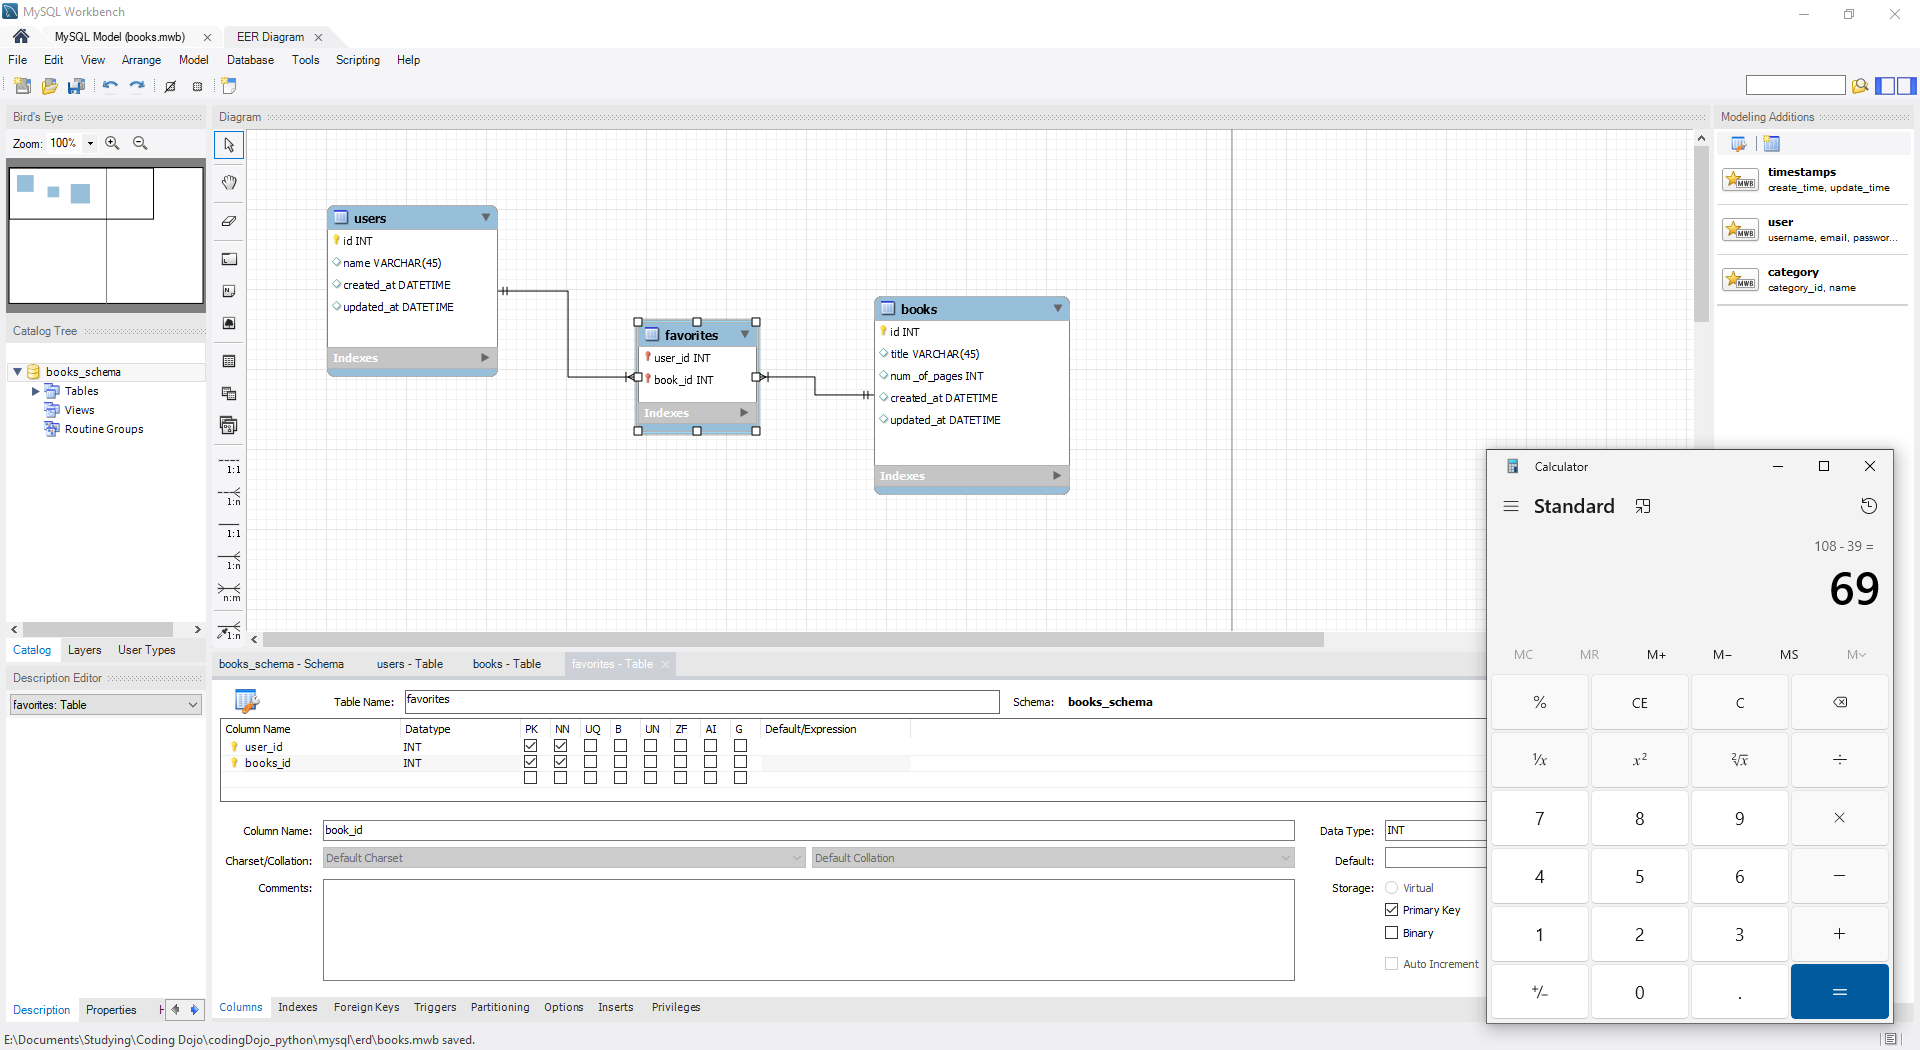 MySQL Workbench
MySQL Model (books.mwb)
EER Diagram
File Edit View Arrange Model Database Tools Scripting Help
Bird's Eye
Zoom: 100%
Catalog Tree
books_schema
Tables
Views
Routine Groups
Catalog Layers User Types
Description Editor
favorites: Table
Description Properties H
Diagram
1:1
1:n
1:1
1:n
n:m
1:n
users
id INT
name VARCHAR(45)
created_at DATETIME
updated_at DATETIME
Indexes
favorites
user_id INT
book_id INT
Indexes
books
id INT
title VARCHAR(45)
num_of_pages INT
created_at DATETIME
updated_at DATETIME
Indexes
Modeling Additions
MWB
timestamps
create_time, update_time
MWB
user
username, email, passwor...
MWB
category
category_id, name
books_schema - Schema users - Table books - Table favorites - Table
Table Name: favorites Schema: books_schema
Column Name Datatype PK NN UQ B UN ZF AI G Default/Expression
user_id INT
books_id INT
Column Name: book_id Data Type: INT
Charset/Collation: Default Charset Default Collation Default:
Comments: Storage: Virtual
Primary Key
Binary
Auto Increment
Columns Indexes Foreign Keys Triggers Partitioning Options Inserts Privileges
E:\Documents\Studying\Coding Dojo\codingDojo_python\mysql\erd\books.mwb saved.
Calculator
Standard
108 - 39 =
69
MC MR M+ M− MS M˅
% CE C
⅟x x² ²√x ÷
7 8 9 ×
4 5 6 −
1 2 3 +
+/− 0 . =